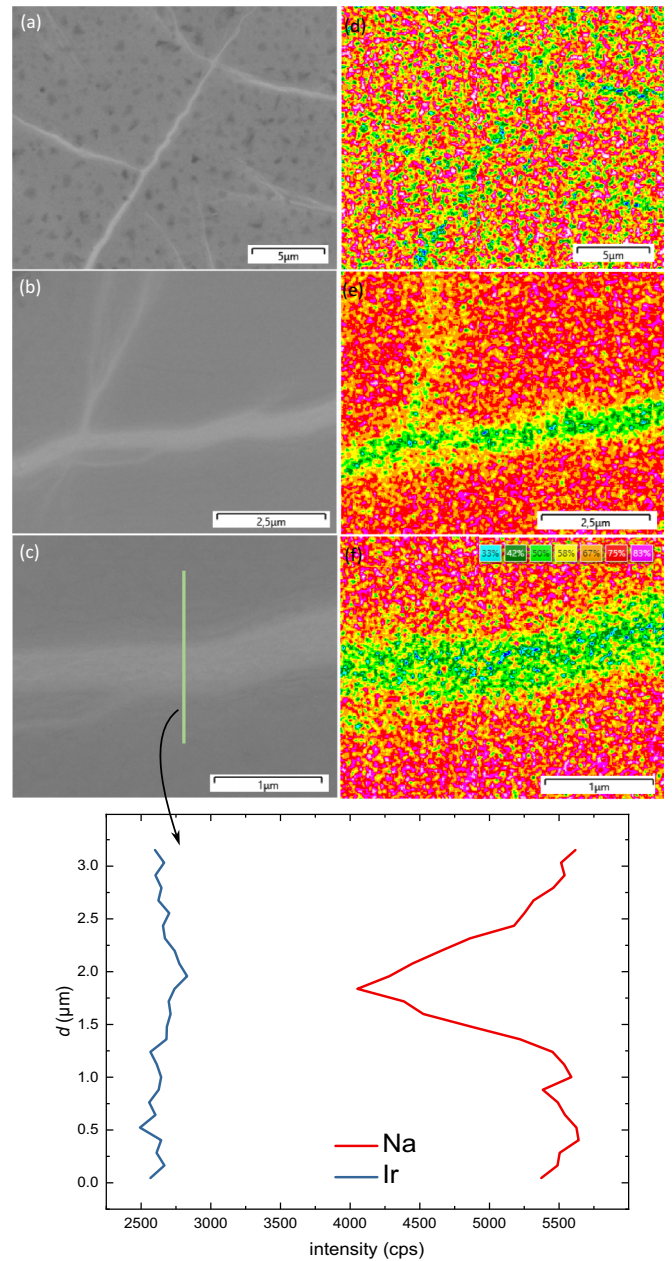 (a)
5µm
(d)
5µm
(b)
2,5µm
(e)
2,5µm
(c)
1µm
(f)
33% 42% 50% 58% 67% 75% 83%
1µm
3.0
2.5
2.0
1.5
1.0
0.5
0.0
d (µm)
Na
Ir
2500 3000 4000 4500 5000 5500
intensity (cps)